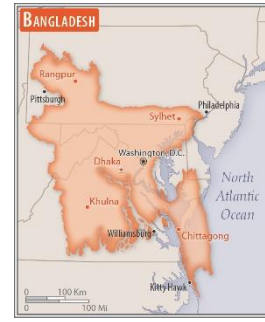 BANGLADESH
Rangpur
Pittsburgh
Philadelphia
Sylhet
Washington, D.C.
Dhaka
North
Atlantic
Ocean
Khulna
Williamsburg
Chittagong
Kitty Hawk
0 100 Km
0 100 Mi